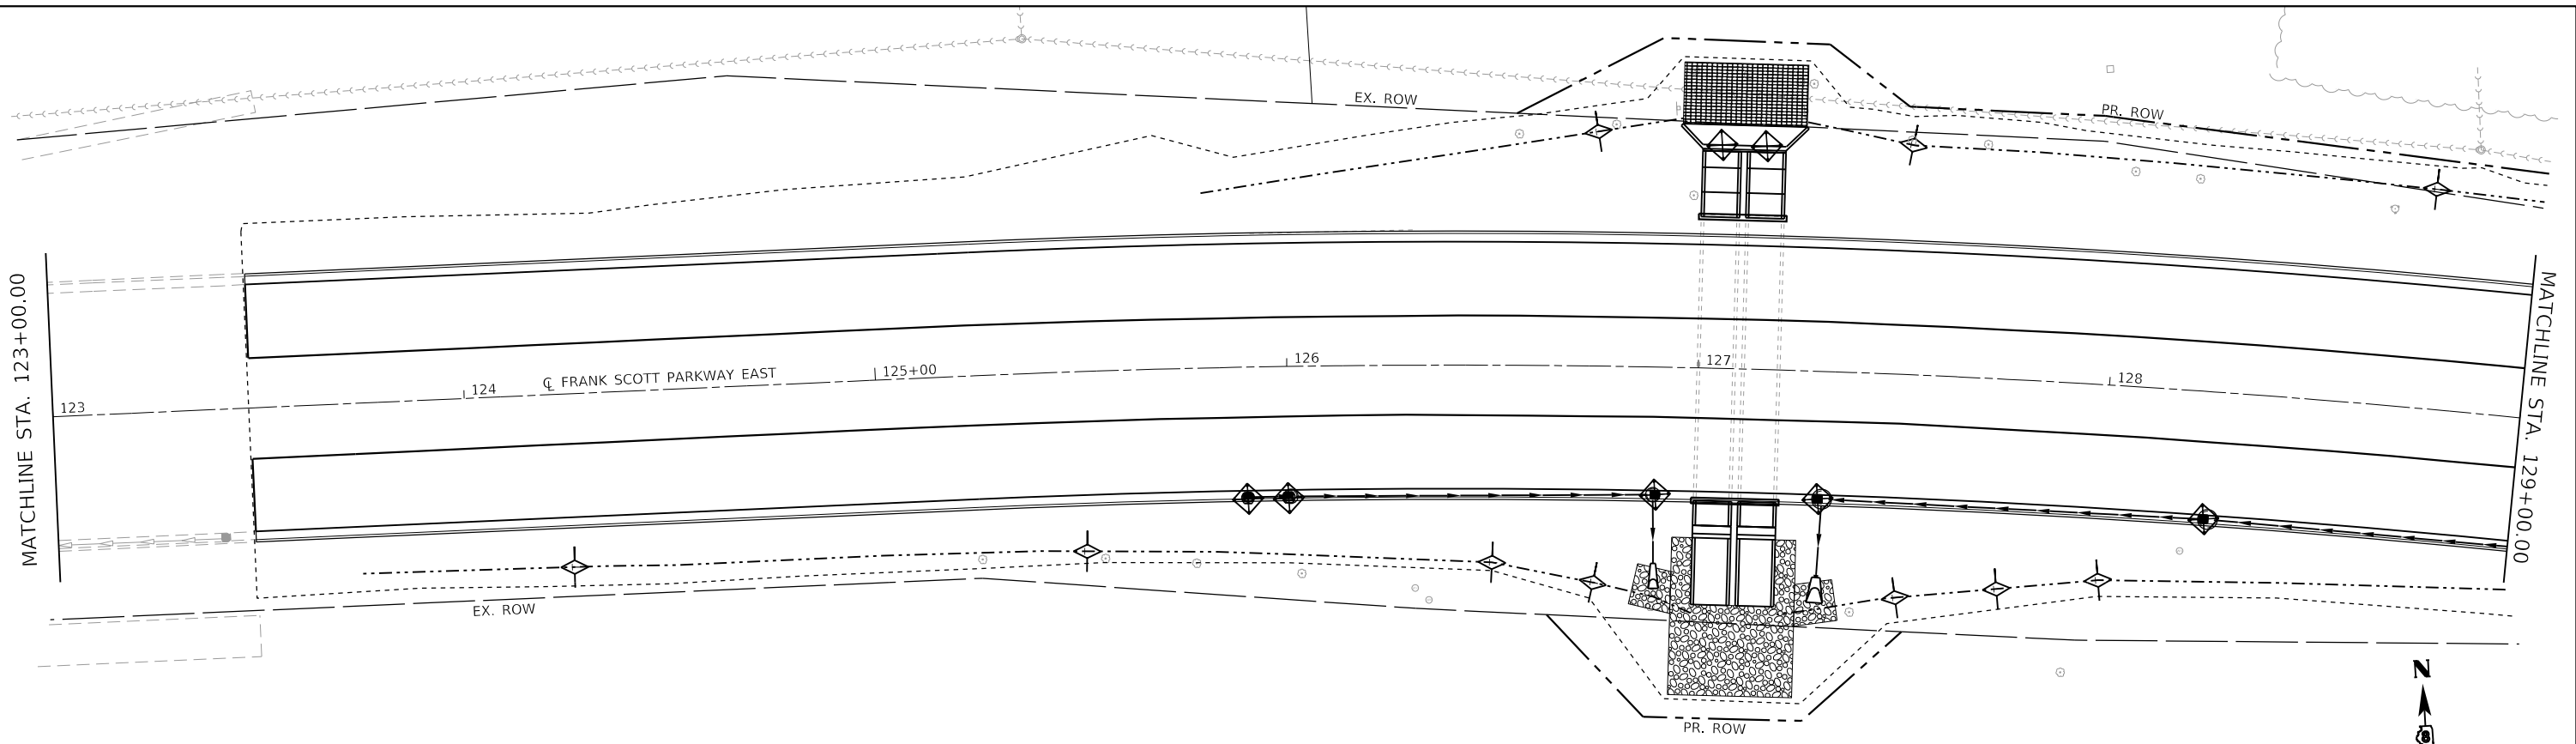 EX. ROW
PR. ROW
MATCHLINE STA. 123+00.00
MATCHLINE STA. 129+00.00
123
124
℄ FRANK SCOTT PARKWAY EAST
125+00
126
127
128
EX. ROW
PR. ROW
N